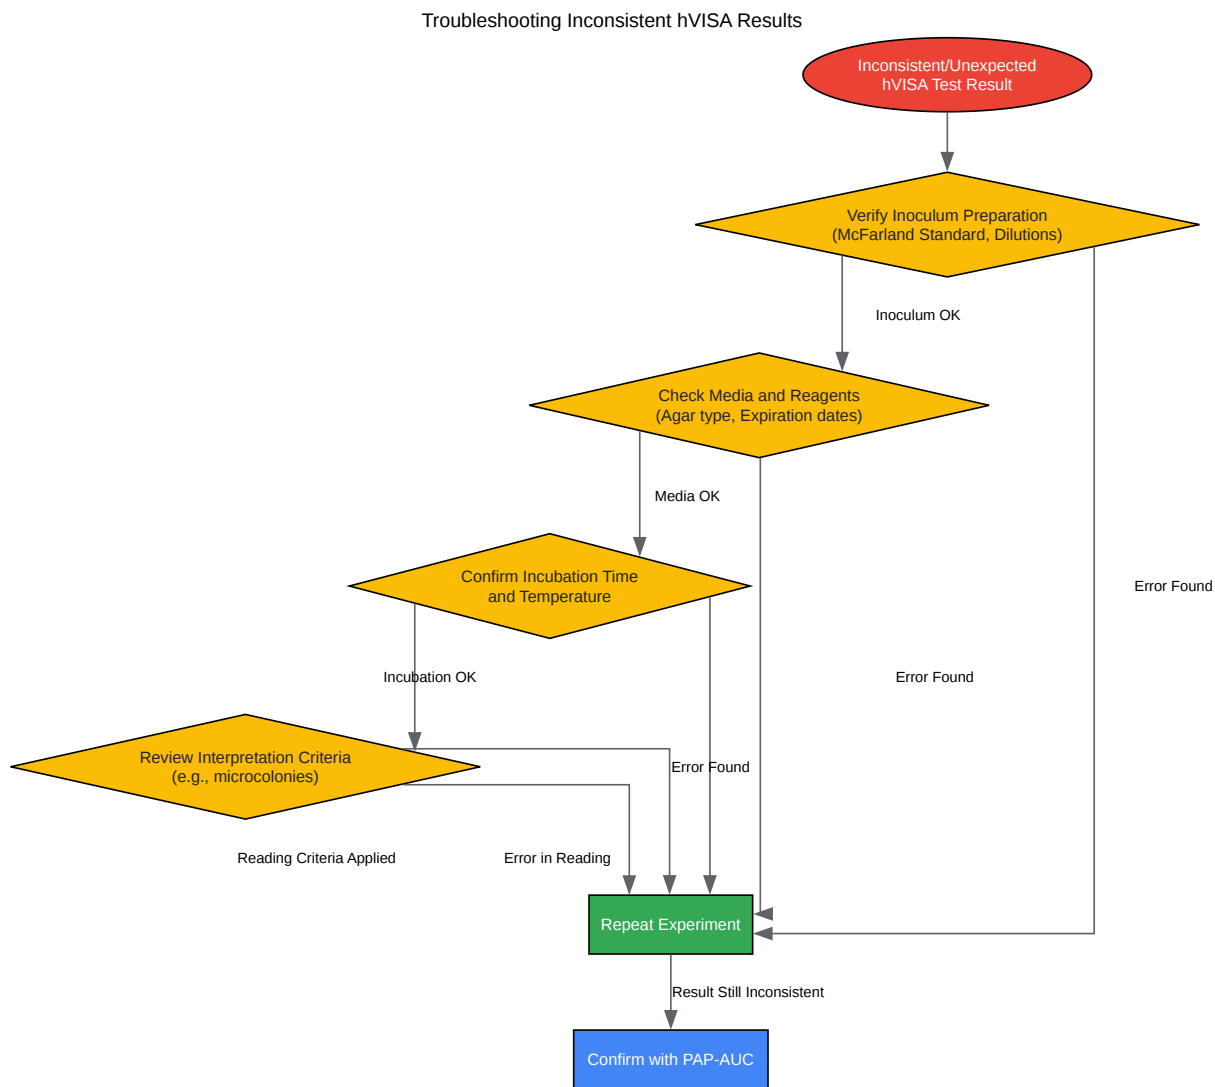 Troubleshooting Inconsistent hVISA Results
Inconsistent/Unexpected
hVISA Test Result
Verify Inoculum Preparation
(McFarland Standard, Dilutions)
Inoculum OK
Check Media and Reagents
(Agar type, Expiration dates)
Media OK
Confirm Incubation Time
and Temperature
Error Found
Incubation OK
Error Found
Review Interpretation Criteria
(e.g., microcolonies)
Error Found
Reading Criteria Applied
Error in Reading
Repeat Experiment
Result Still Inconsistent
Confirm with PAP-AUC